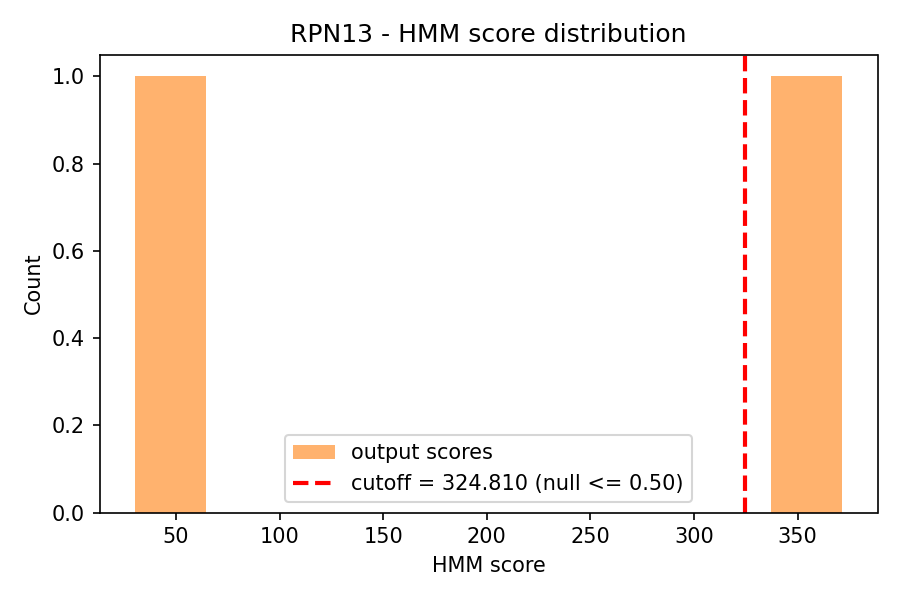 RPN13 - HMM score distribution
Count
1.0
0.8
0.6
0.4
0.2
0.0
output scores
cutoff = 324.810 (null <= 0.50)
50 100 150 200 250 300 350
HMM score